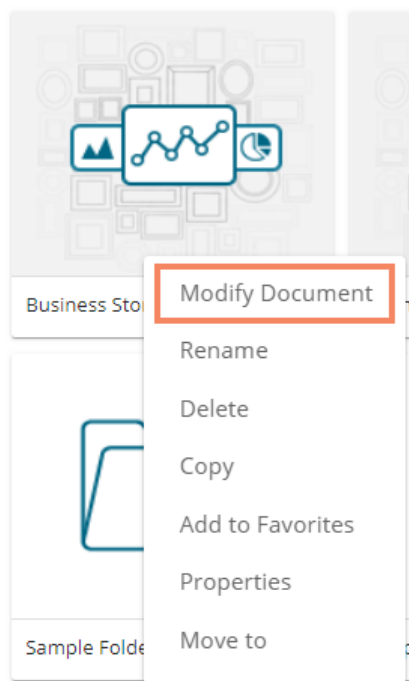 Business Sto
Modify Document
Rename
Delete
Copy
Add to Favorites
Properties
Sample Folde
Move to